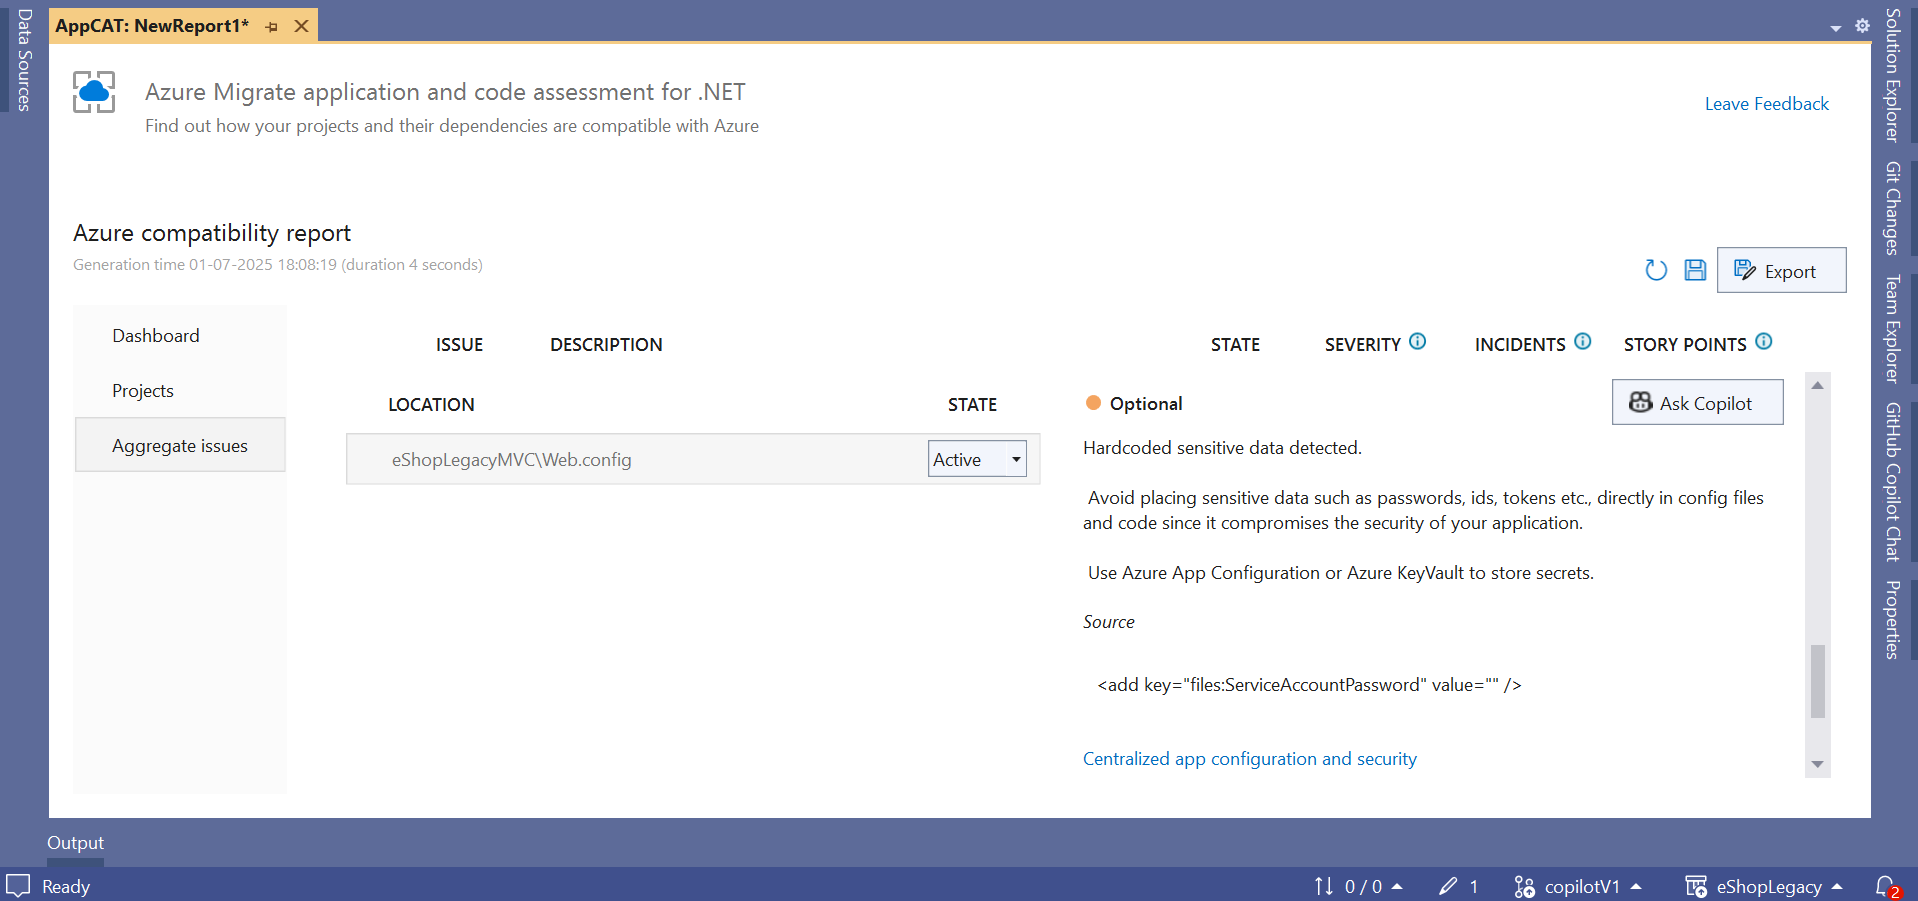 Data Sources
AppCAT: NewReport1*
Azure Migrate application and code assessment for .NET
Find out how your projects and their dependencies are compatible with Azure
Leave Feedback
Azure compatibility report
Generation time 01-07-2025 18:08:19 (duration 4 seconds)
Export
Dashboard
Projects
Aggregate issues
ISSUE DESCRIPTION STATE SEVERITY INCIDENTS STORY POINTS
LOCATION STATE
eShopLegacyMVC\Web.config Active
Optional
Ask Copilot
Hardcoded sensitive data detected.
Avoid placing sensitive data such as passwords, ids, tokens etc., directly in config files
and code since it compromises the security of your application.
Use Azure App Configuration or Azure KeyVault to store secrets.
Source
<add key="files:ServiceAccountPassword" value="" />
Centralized app configuration and security
Solution Explorer
Git Changes
Team Explorer
GitHub Copilot Chat
Properties
Output
Ready 0 / 0 1 copilotV1 eShopLegacy 2